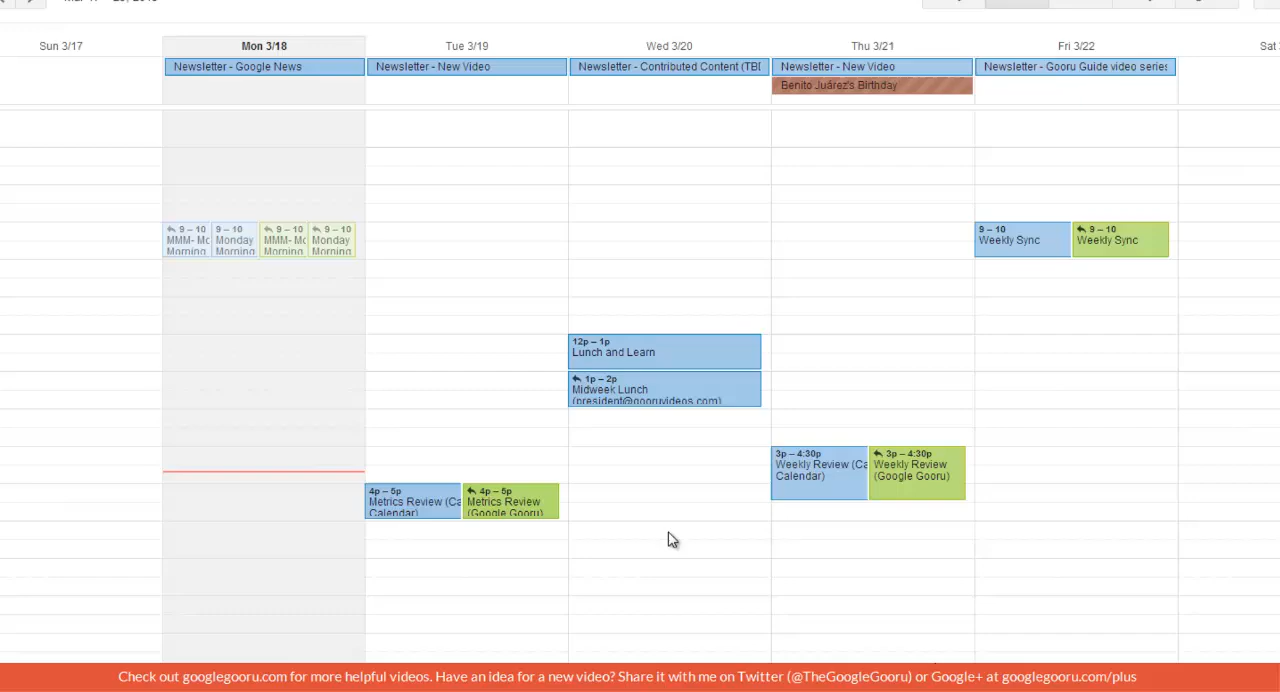 Sun 3/17
Mon 3/18
Tue 3/19
Wed 3/20
Thu 3/21
Fri 3/22
Sat
Newsletter - Google News
Newsletter - New Video
Newsletter - Contributed Content (TBD
Newsletter - New Video
Newsletter - Gooru Guide video series
Benito Juárez's Birthday
9 – 10
MMM- Mo
Morning
9 – 10
Monday
Morning
9 – 10
MMM- Mo
Morning
9 – 10
Monday
Morning
9 – 10
Weekly Sync
9 – 10
Weekly Sync
12p – 1p
Lunch and Learn
1p – 2p
Midweek Lunch
(president@gooruvideos.com)
3p – 4:30p
Weekly Review (Ca
Calendar)
3p – 4:30p
Weekly Review
(Google Gooru)
4p – 5p
Metrics Review (Ca
Calendar)
4p – 5p
Metrics Review
(Google Gooru)
Check out googlegooru.com for more helpful videos. Have an idea for a new video? Share it with me on Twitter (@TheGoogleGooru) or Google+ at googlegooru.com/plus